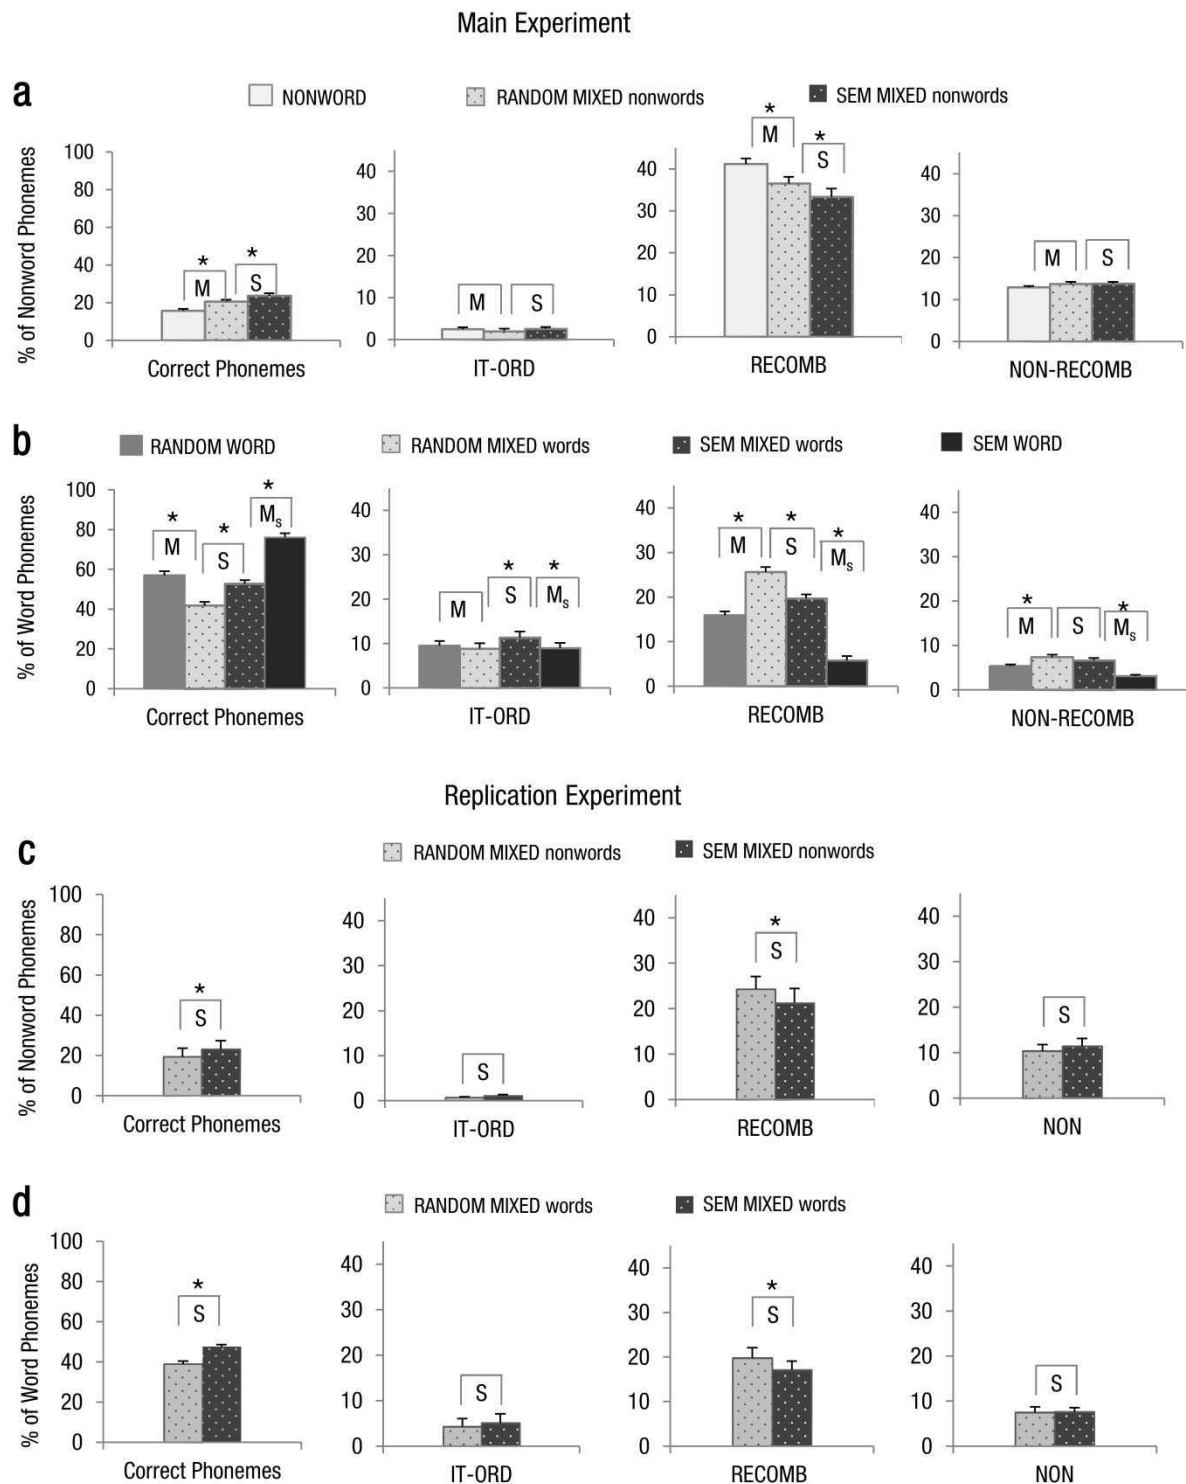 Main Experiment
a
NONWORD RANDOM MIXED nonwords SEM MIXED nonwords
% of Nonword Phonemes
100
80
60
40
20
0
* M * S
Correct Phonemes
40
30
20
10
0
M S
IT-ORD
40
30
20
10
0
* M * S
RECOMB
40
30
20
10
0
M S
NON-RECOMB
b
RANDOM WORD RANDOM MIXED words SEM MIXED words SEM WORD
% of Word Phonemes
100
80
60
40
20
0
* M * S * Ms
Correct Phonemes
40
30
20
10
0
M * S * Ms
IT-ORD
40
30
20
10
0
* M * S * Ms
RECOMB
40
30
20
10
0
* M S * Ms
NON-RECOMB
Replication Experiment
c
RANDOM MIXED nonwords SEM MIXED nonwords
% of Nonword Phonemes
100
80
60
40
20
0
* S
Correct Phonemes
40
30
20
10
0
S
IT-ORD
40
30
20
10
0
* S
RECOMB
40
30
20
10
0
S
NON
d
RANDOM MIXED words SEM MIXED words
% of Word Phonemes
100
80
60
40
20
0
* S
Correct Phonemes
40
30
20
10
0
S
IT-ORD
40
30
20
10
0
* S
RECOMB
40
30
20
10
0
S
NON